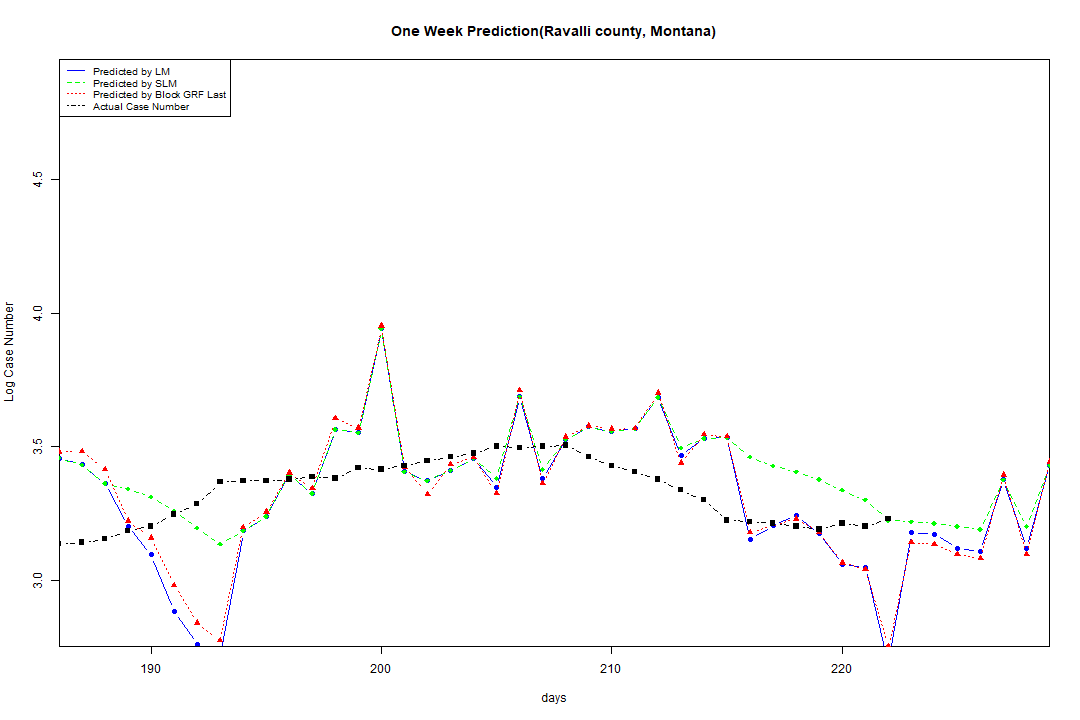 One Week Prediction(Ravalli county, Montana)
Predicted by LM
Predicted by SLM
Predicted by Block GRF Last
Actual Case Number
4.5
4.0
3.5
3.0
Log Case Number
190 200 210 220
days